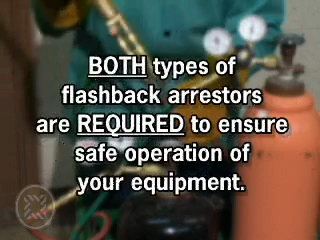 BOTH types of
flashback arrestors
are REQUIRED to ensure
safe operation of
your equipment.